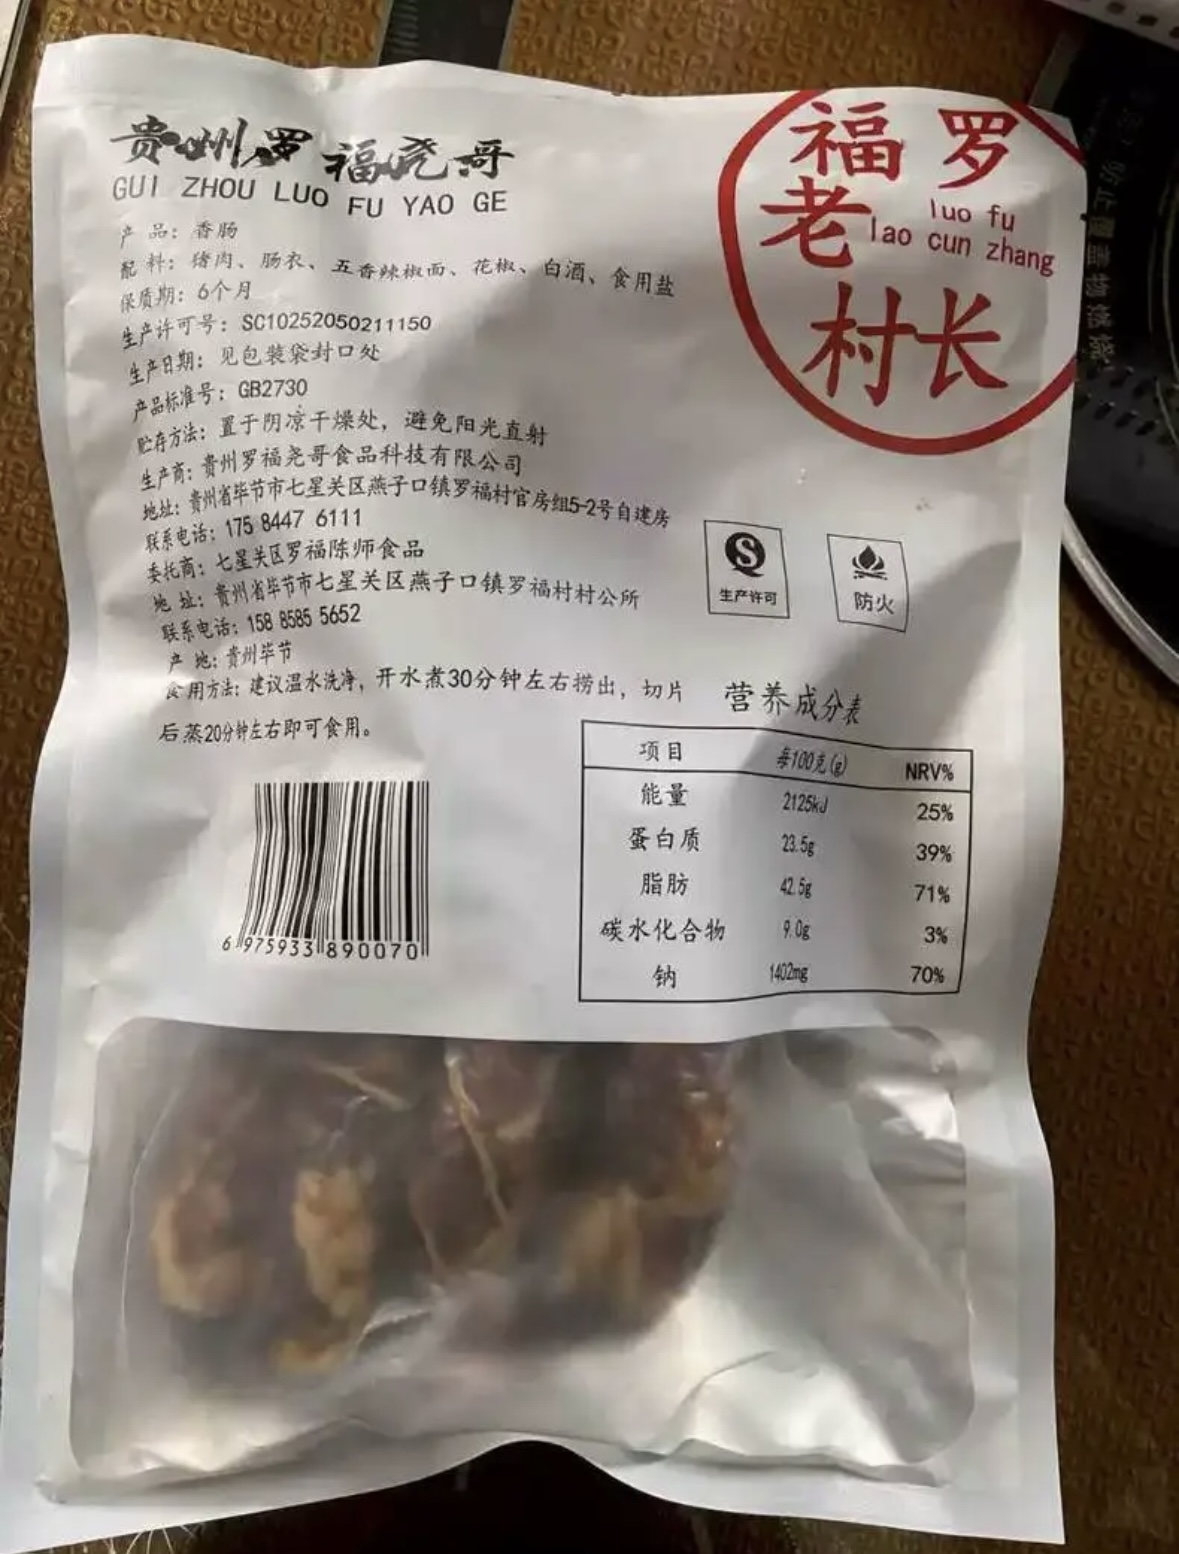 贵州罗福尧哥
GUI ZHOU LUO FU YAO GE
福罗
老
luo fu
lao cun zhang
村长
产 品: 香肠
配 料: 猪肉、肠衣、五香辣椒面、花椒、白酒、食用盐
保质期: 6个月
生产许可号: SC10252050211150
生产日期: 见包装袋封口处
产品标准号: GB2730
贮存方法: 置于阴凉干燥处, 避免阳光直射
生产商: 贵州罗福尧哥食品科技有限公司
地址: 贵州省毕节市七星关区燕子口镇罗福村官房组5-2号自建房
联系电话: 175 8447 6111
委托商: 七星关区罗福陈师食品
地 址: 贵州省毕节市七星关区燕子口镇罗福村村公所
联系电话: 158 8585 5652
产 地: 贵州毕节
食用方法: 建议温水洗净, 开水煮30分钟左右捞出, 切片
后蒸20分钟左右即可食用。
生产许可
防火
营养成分表
项目 每100克(g) NRV%
能量 2125kJ 25%
蛋白质 23.5g 39%
脂肪 42.5g 71%
碳水化合物 9.0g 3%
钠 1402mg 70%
6 975933 890070